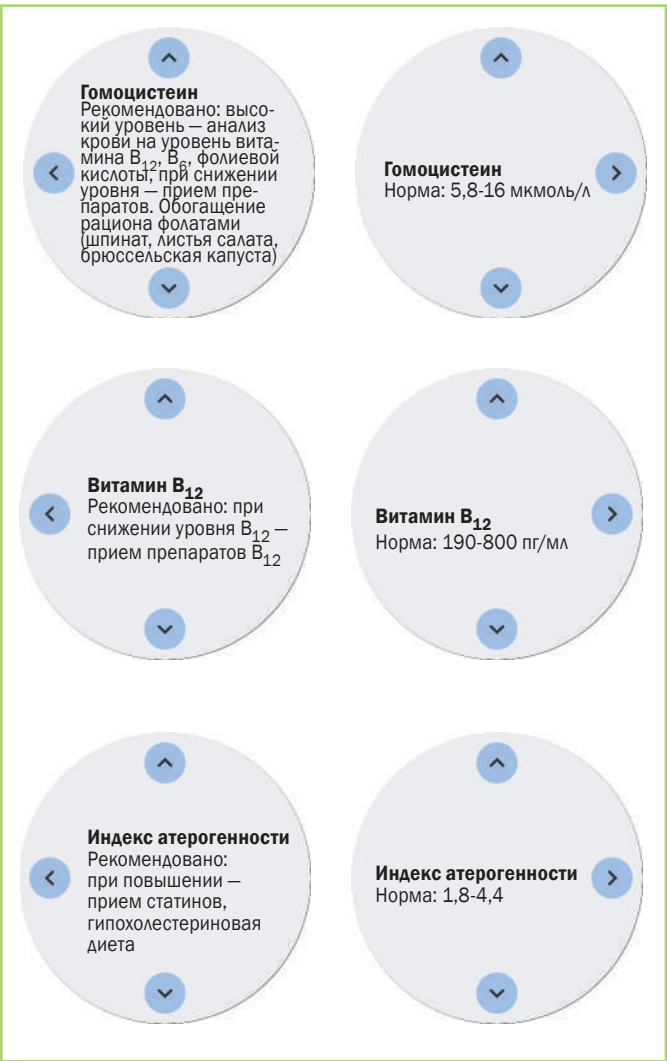 Гомоцистеин
Рекомендовано: высо-
кий уровень — анализ
крови на уровень вита-
мина B12, B6, фолиевой
кислоты, при снижении
уровня — прием пре-
паратов. Обогащение
рациона фолатами
(шпинат, листья салата,
брюссельская капуста)
Гомоцистеин
Норма: 5,8-16 мкмоль/л
Витамин B12
Рекомендовано: при
снижении уровня B12 —
прием препаратов B12
Витамин B12
Норма: 190-800 пг/мл
Индекс атерогенности
Рекомендовано:
при повышении —
прием статинов,
гипохолестериновая
диета
Индекс атерогенности
Норма: 1,8-4,4